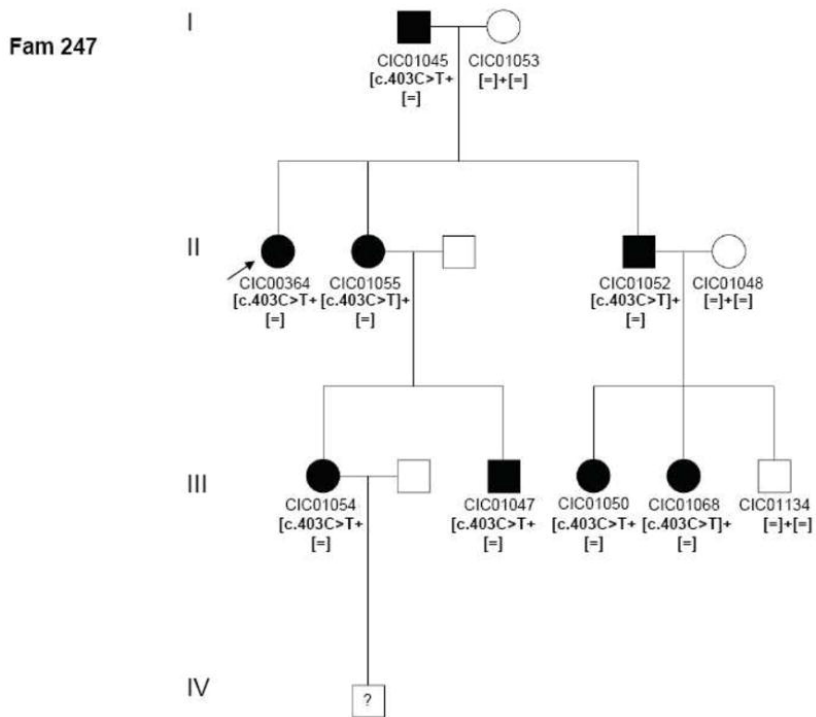 I
Fam 247
CIC01045 CIC01053
[c.403C>T+ [=]+[=]
[=]
II
CIC00364 CIC01055 CIC01052 CIC01048
[c.403C>T+ [c.403C>T]+ [c.403C>T]+ [=]+[=]
[=] [=] [=]
III
CIC01054 CIC01047 CIC01050 CIC01068 CIC01134
[c.403C>T+ [c.403C>T+ [c.403C>T+ [c.403C>T]+ [=]+[=]
[=] [=] [=] [=]
IV
?